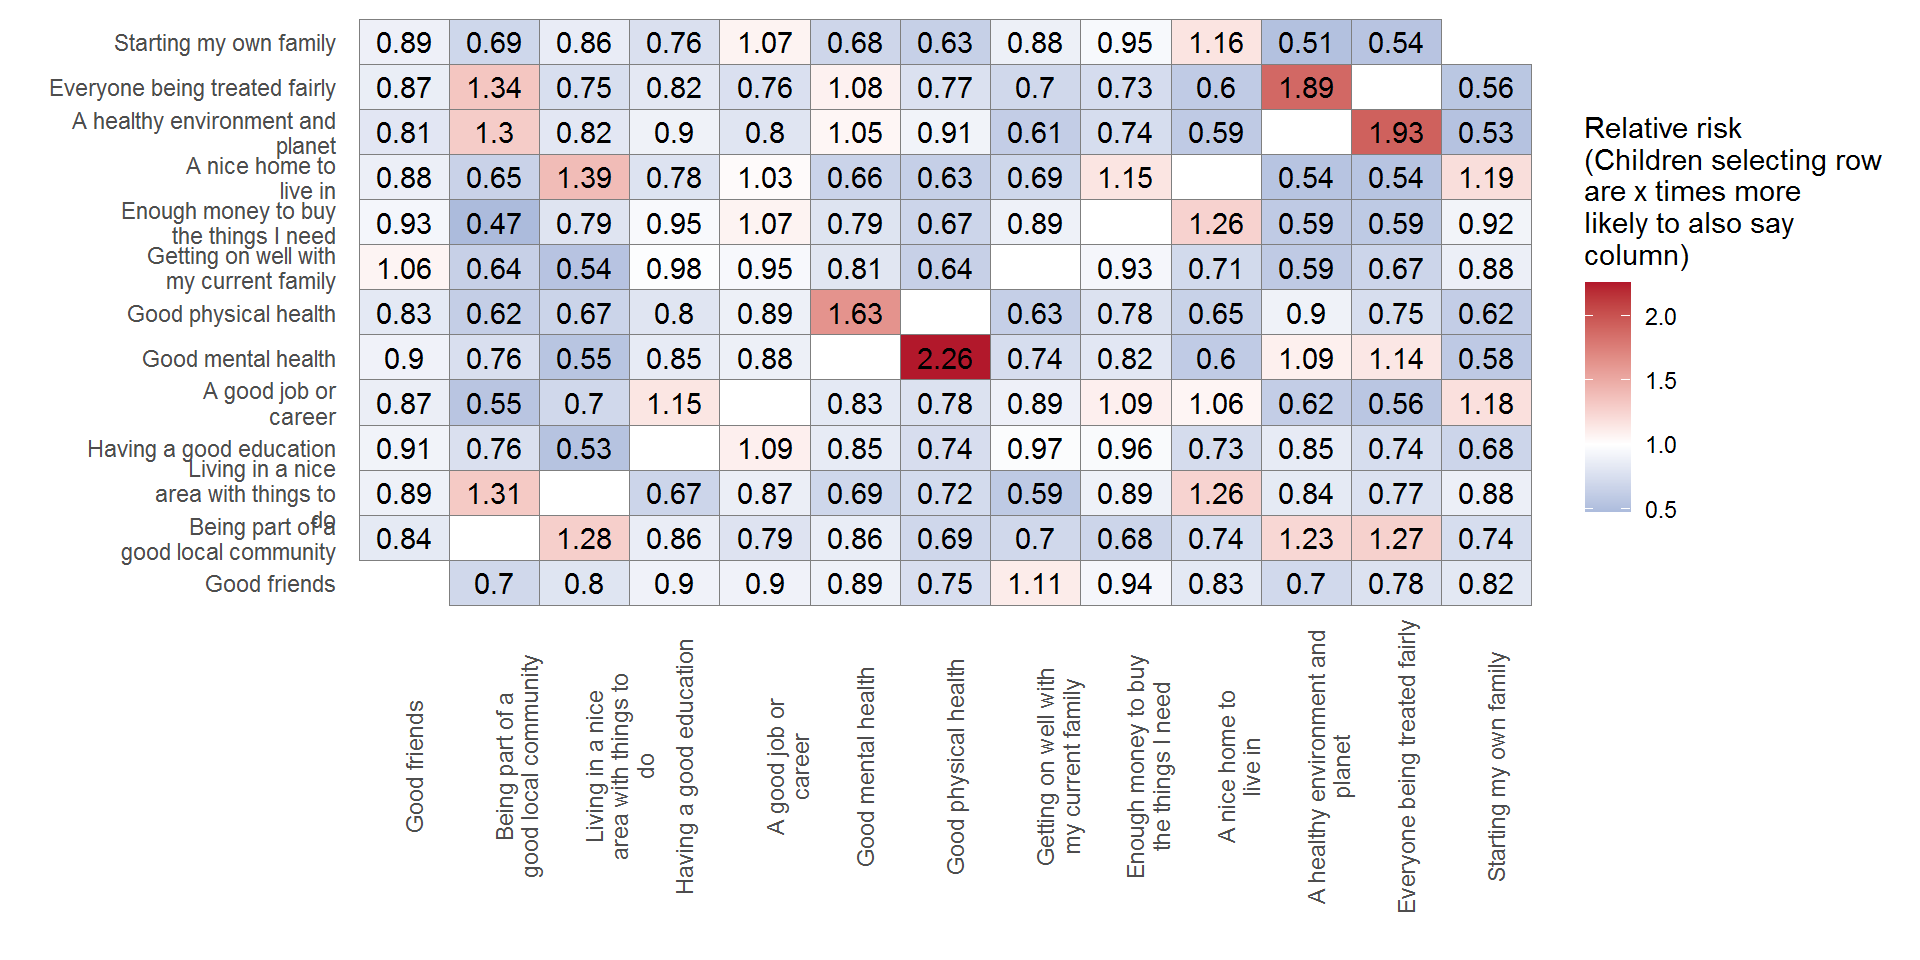 Starting my own family 0.89 0.69 0.86 0.76 1.07 0.68 0.63 0.88 0.95 1.16 0.51 0.54
Everyone being treated fairly 0.87 1.34 0.75 0.82 0.76 1.08 0.77 0.7 0.73 0.6 1.89 0.56
A healthy environment and
planet 0.81 1.3 0.82 0.9 0.8 1.05 0.91 0.61 0.74 0.59 1.93 0.53
A nice home to
live in 0.88 0.65 1.39 0.78 1.03 0.66 0.63 0.69 1.15 0.54 0.54 1.19
Enough money to buy
the things I need 0.93 0.47 0.79 0.95 1.07 0.79 0.67 0.89 1.26 0.59 0.59 0.92
Getting on well with
my current family 1.06 0.64 0.54 0.98 0.95 0.81 0.64 0.93 0.71 0.59 0.67 0.88
Good physical health 0.83 0.62 0.67 0.8 0.89 1.63 0.63 0.78 0.65 0.9 0.75 0.62
Good mental health 0.9 0.76 0.55 0.85 0.88 2.26 0.74 0.82 0.6 1.09 1.14 0.58
A good job or
career 0.87 0.55 0.7 1.15 0.83 0.78 0.89 1.09 1.06 0.62 0.56 1.18
Having a good education 0.91 0.76 0.53 1.09 0.85 0.74 0.97 0.96 0.73 0.85 0.74 0.68
Living in a nice
area with things to
do 0.89 1.31 0.67 0.87 0.69 0.72 0.59 0.89 1.26 0.84 0.77 0.88
Being part of a
good local community 0.84 1.28 0.86 0.79 0.86 0.69 0.7 0.68 0.74 1.23 1.27 0.74
Good friends 0.7 0.8 0.9 0.9 0.89 0.75 1.11 0.94 0.83 0.7 0.78 0.82
Good friends
Being part of a
good local community
Living in a nice
area with things to
do
Having a good education
A good job or
career
Good mental health
Good physical health
Getting on well with
my current family
Enough money to buy
the things I need
A nice home to
live in
A healthy environment and
planet
Everyone being treated fairly
Starting my own family
Relative risk
(Children selecting row
are x times more
likely to also say
column)
2.0
1.5
1.0
0.5